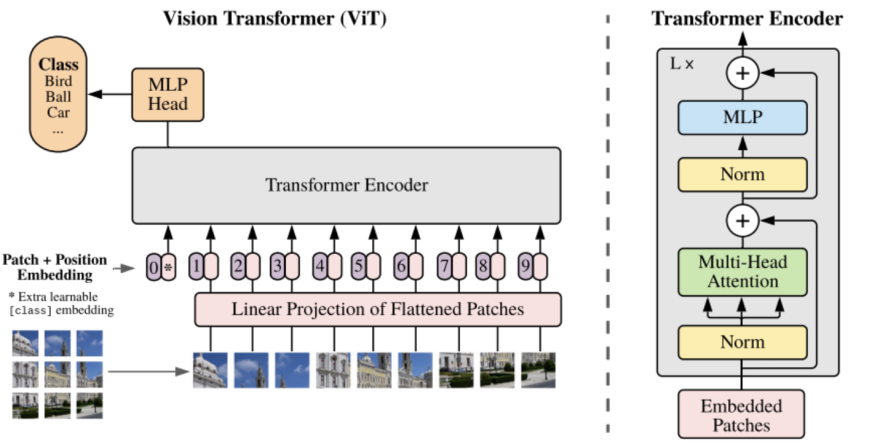 Vision Transformer (ViT)
Class
Bird
Ball
Car
...
MLP
Head
Transformer Encoder
Patch + Position
Embedding
0 * 1 2 3 4 5 6 7 8 9
* Extra learnable
[class] embedding
Linear Projection of Flattened Patches
Transformer Encoder
L ×
+
MLP
Norm
+
Multi-Head
Attention
Norm
Embedded
Patches